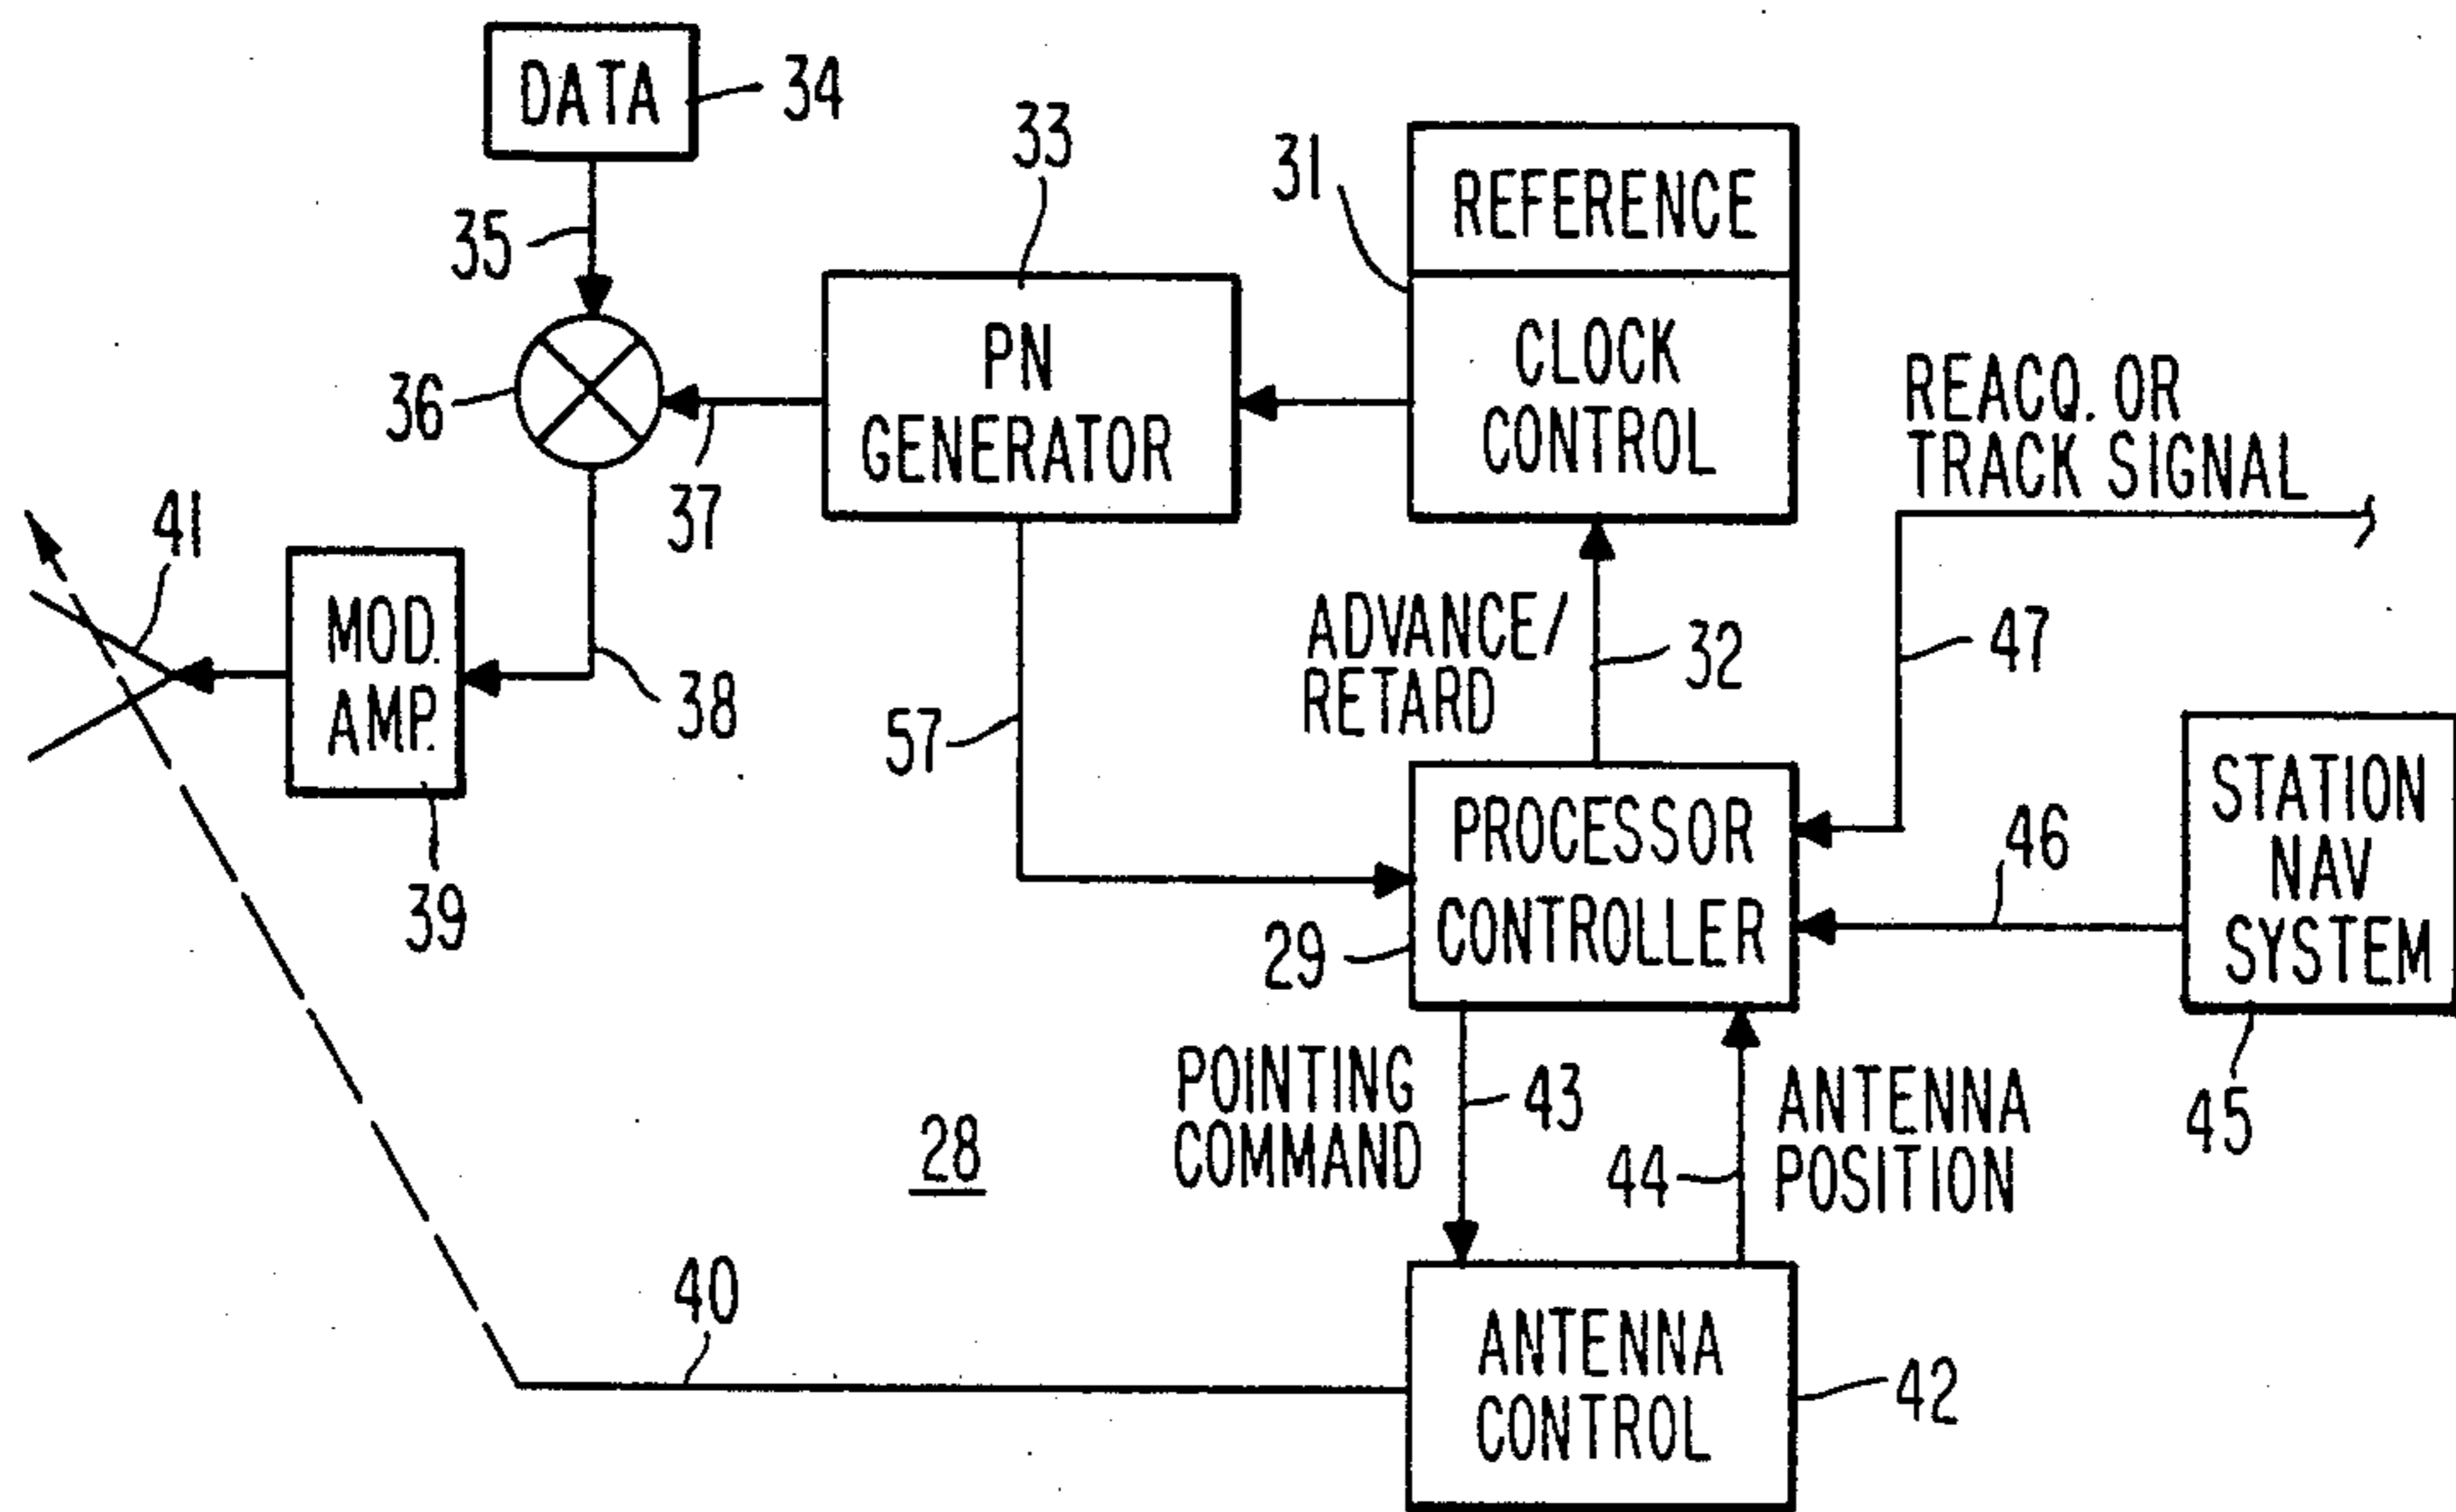 DATA
34
33
31
REFERENCE
35
CLOCK
CONTROL
PN
GENERATOR
36
37
REACQ. OR
TRACK SIGNAL
41
MOD.
AMP.
38
39
57
ADVANCE/
RETARD
32
47
PROCESSOR
CONTROLLER
29
46
STATION
NAV
SYSTEM
45
POINTING
COMMAND
43
44
ANTENNA
POSITION
28
40
ANTENNA
CONTROL
42